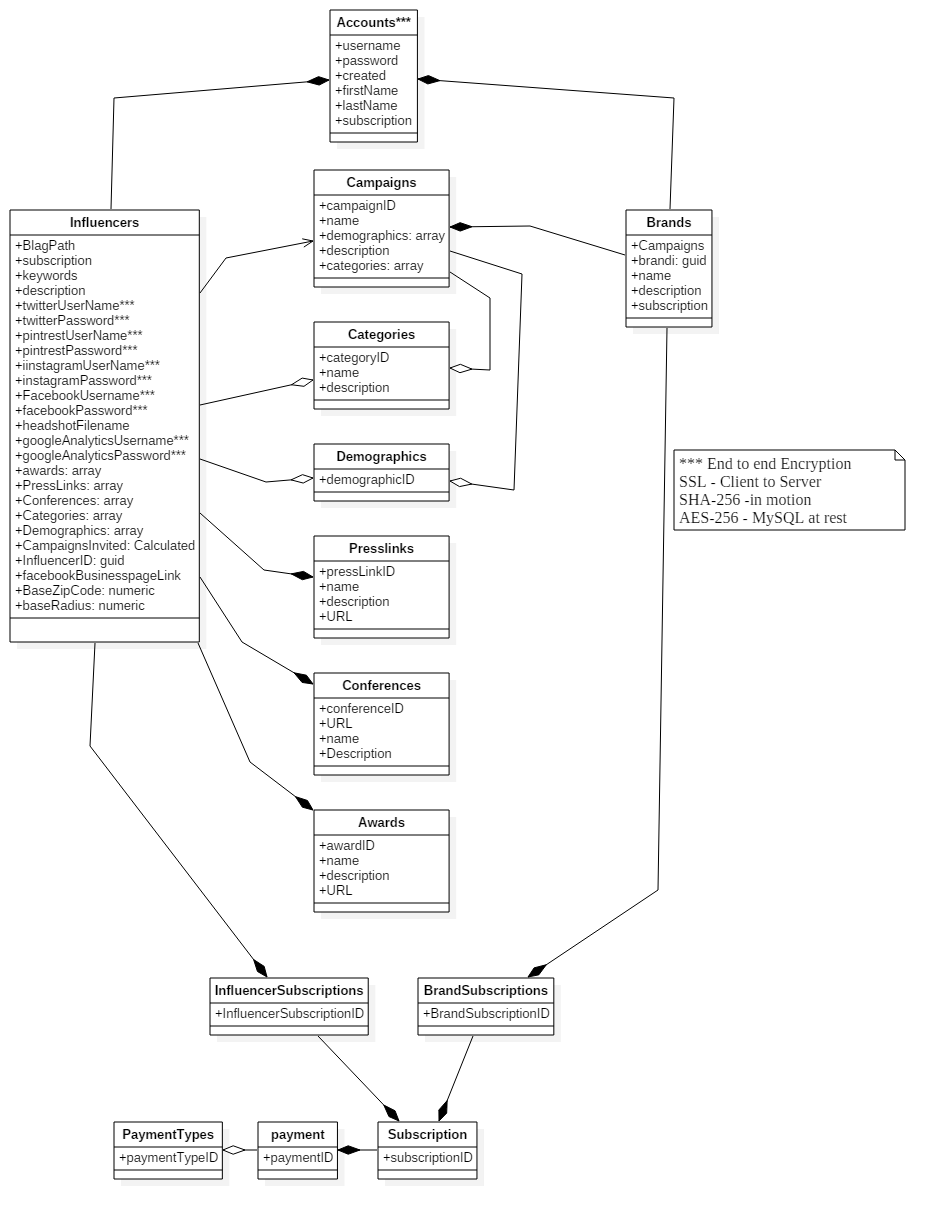 Accounts***
+username
+password
+created
+firstName
+lastName
+subscription
Campaigns
+campaignID
+name
+demographics: array
+description
+categories: array
Influencers
+BlagPath
+subscription
+keywords
+description
+twitterUserName***
+twitterPassword***
+pintrestUserName***
+pintrestPassword***
+iinstagramUserName***
+instagramPassword***
+FacebookUsername***
+facebookPassword***
+headshotFilename
+googleAnalyticsUsername***
+googleAnalyticsPassword***
+awards: array
+PressLinks: array
+Conferences: array
+Categories: array
+Demographics: array
+CampaignsInvited: Calculated
+InfluencerID: guid
+facebookBusinesspageLink
+BaseZipCode: numeric
+baseRadius: numeric
Brands
+Campaigns
+brandi: guid
+name
+description
+subscription
Categories
+categoryID
+name
+description
Demographics
+demographicID
*** End to end Encryption
SSL - Client to Server
SHA-256 -in motion
AES-256 - MySQL at rest
Presslinks
+pressLinkID
+name
+description
+URL
Conferences
+conferenceID
+URL
+name
+Description
Awards
+awardID
+name
+description
+URL
InfluencerSubscriptions
+InfluencerSubscriptionID
BrandSubscriptions
+BrandSubscriptionID
PaymentTypes
+paymentTypeID
payment
+paymentID
Subscription
+subscriptionID